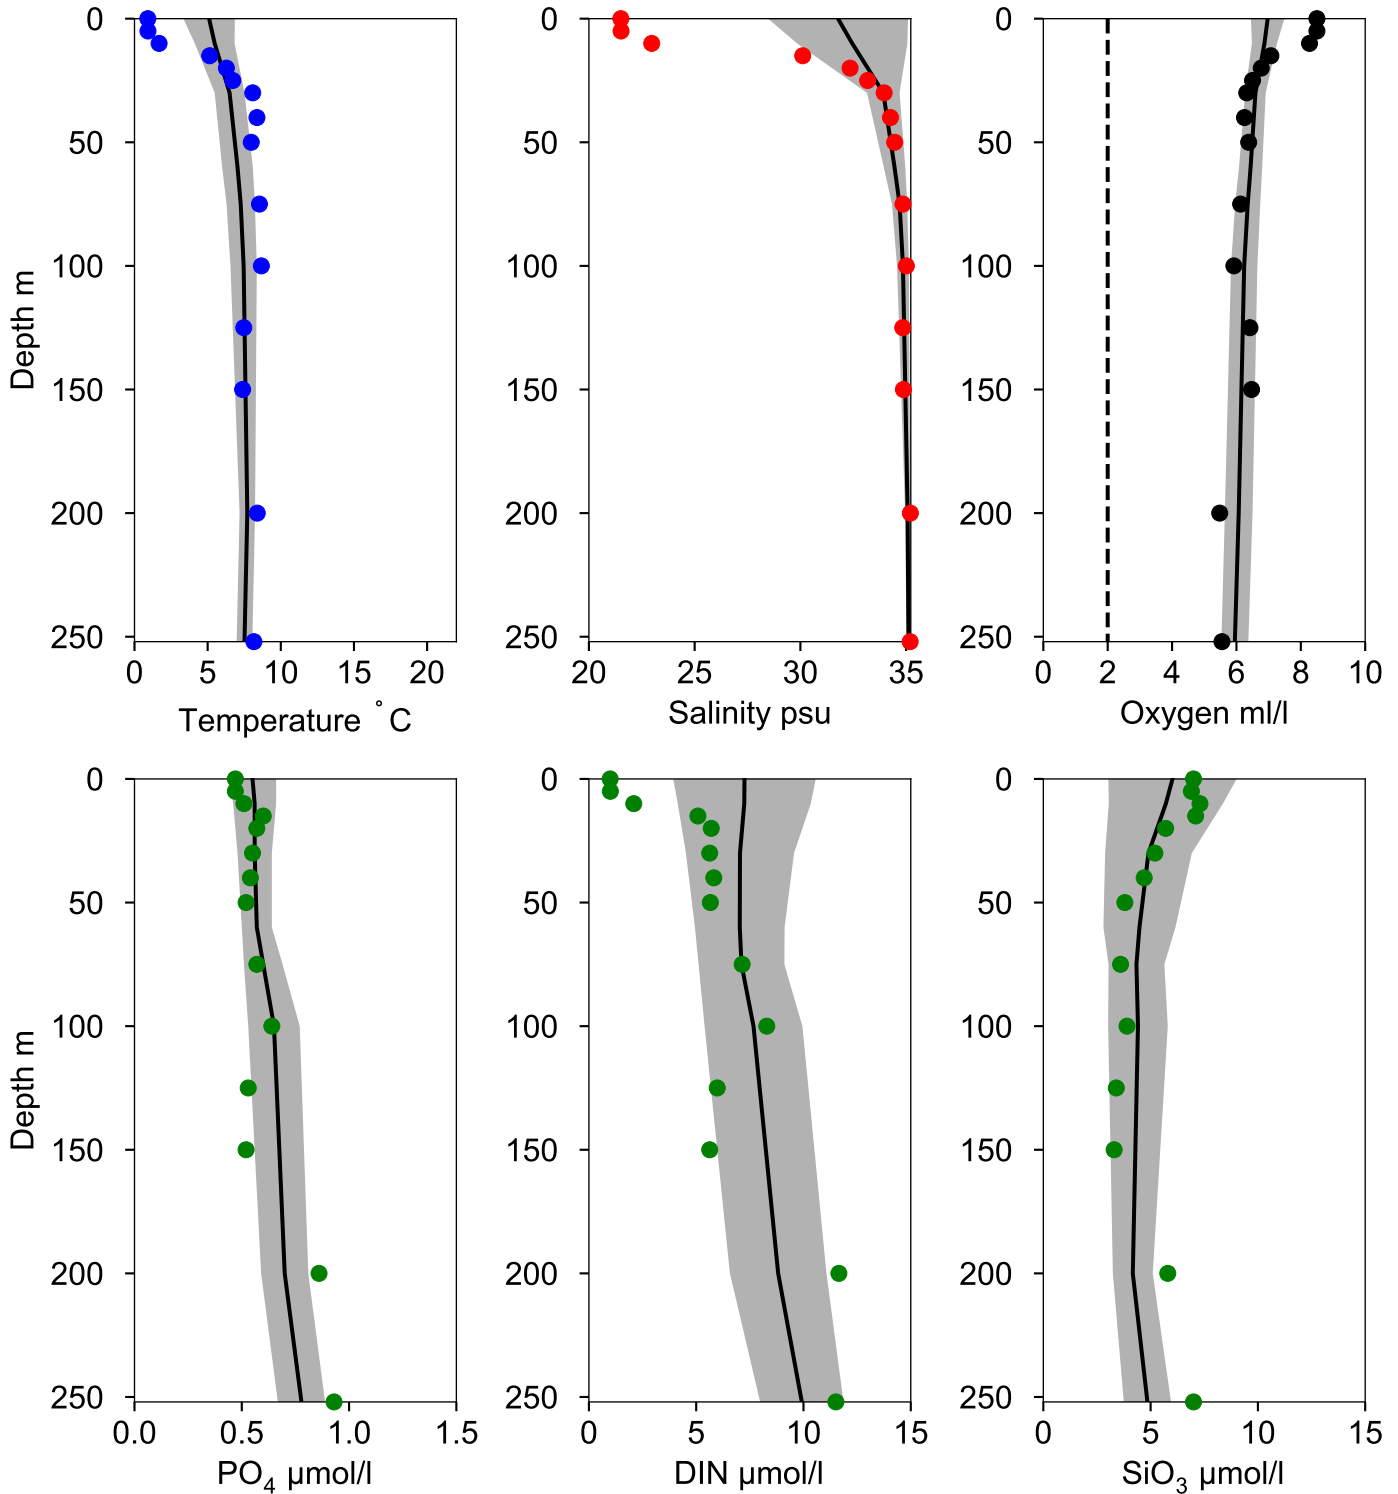 0
50
100
150
200
250
Depth m
0 5 10 15 20
Temperature °C
0
50
100
150
200
250
20 25 30 35
Salinity psu
0
50
100
150
200
250
0 2 4 6 8 10
Oxygen ml/l
0
50
100
150
200
250
Depth m
0.0 0.5 1.0 1.5
PO₄ µmol/l
0
50
100
150
200
250
0 5 10 15
DIN µmol/l
0
50
100
150
200
250
0 5 10 15
SiO₃ µmol/l